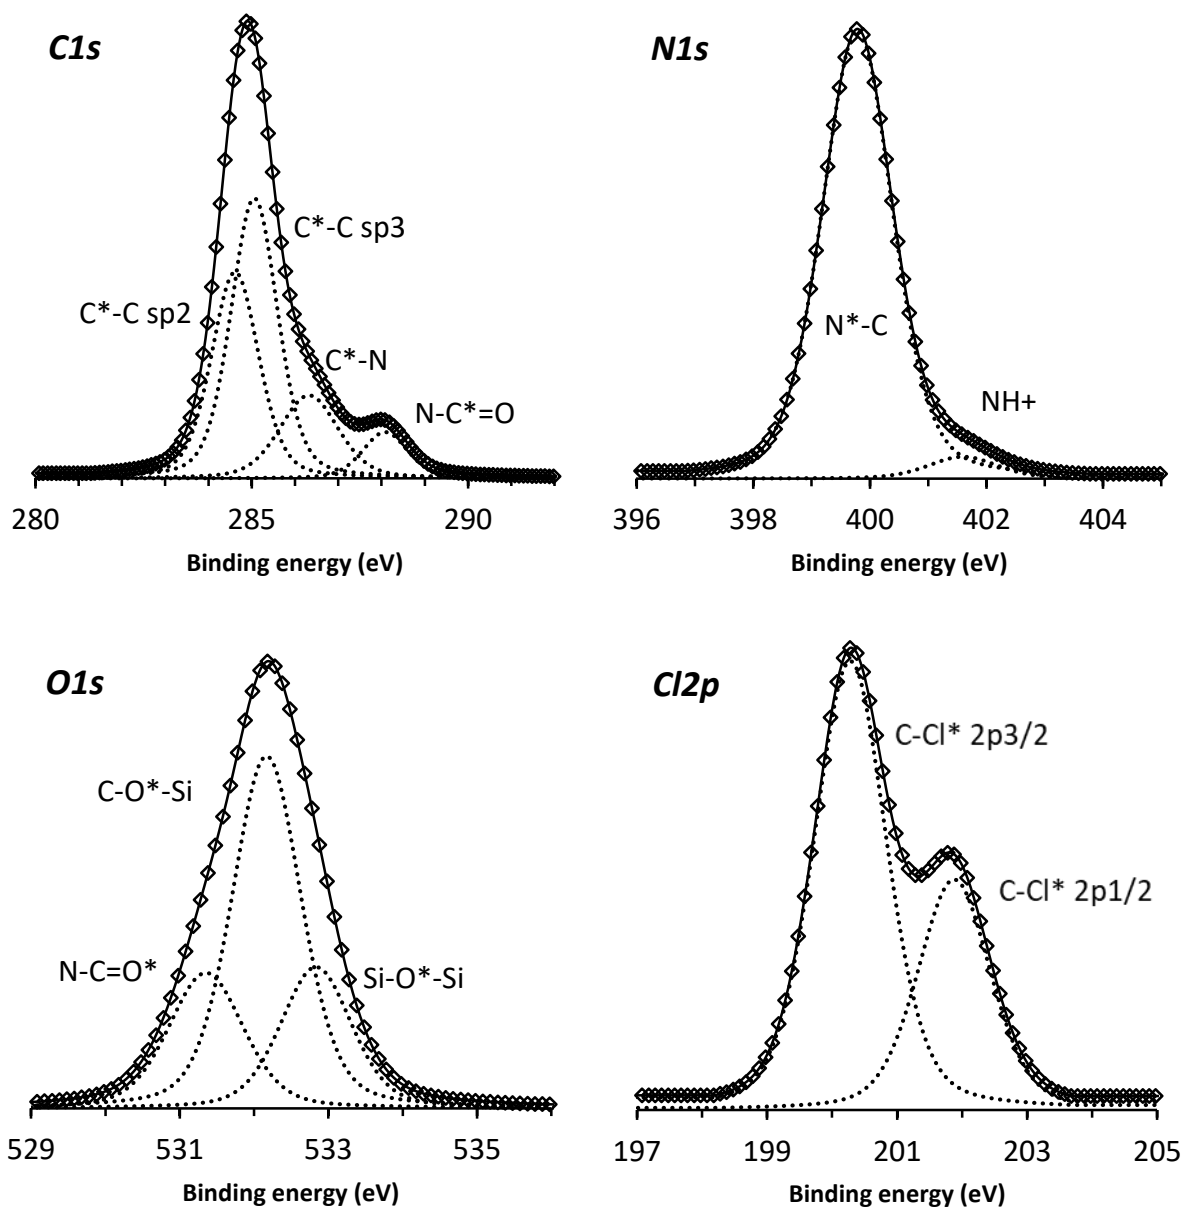 C1s
C*-C sp3
C*-C sp2
C*-N
N-C*=O
280 285 290
Binding energy (eV)
N1s
N*-C
NH+
396 398 400 402 404
Binding energy (eV)
O1s
C-O*-Si
N-C=O*
Si-O*-Si
529 531 533 535
Binding energy (eV)
Cl2p
C-Cl* 2p3/2
C-Cl* 2p1/2
197 199 201 203 205
Binding energy (eV)